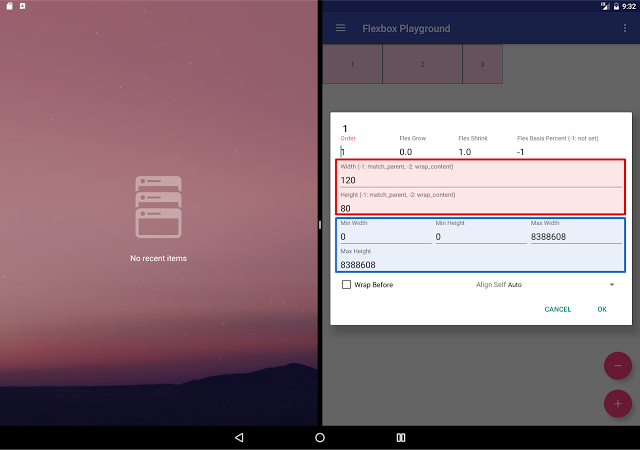 9:32
Flexbox Playground
1 2 3
1
Order Flex Grow Flex Shrink Flex Basis Percent (-1: not set)
1 0.0 1.0 -1
Width (-1: match_parent, -2: wrap_content)
120
Height (-1: match_parent, -2: wrap_content)
80
Min Width Min Height Max Width
0 0 8388608
Max Height
8388608
Wrap Before Align Self Auto
CANCEL OK
No recent items